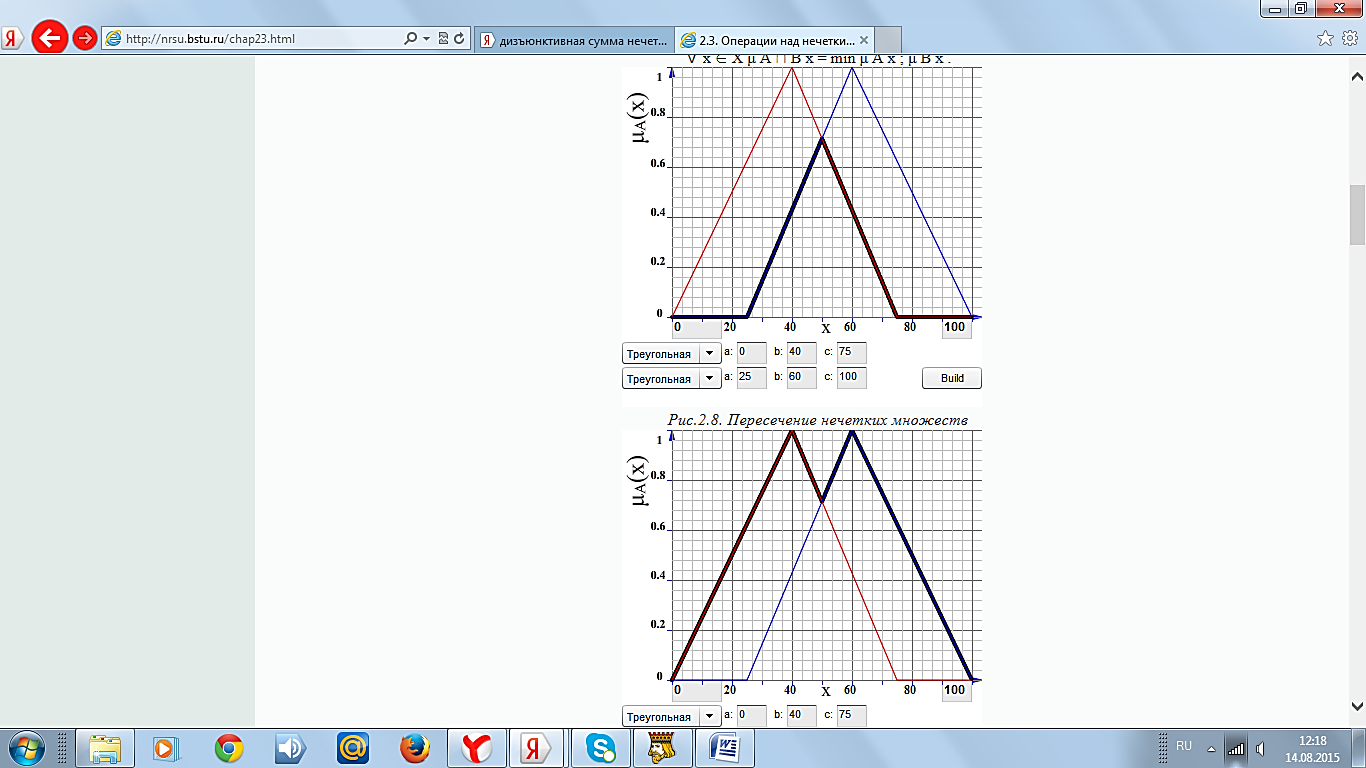 Я http://nrsu.bstu.ru/chap23.html Я дизъюнктивная сумма нечет... 2.3. Операции над нечетки...
∀ x ∈ X μ A ∩ B x = min μ A x ; μ B x .
μA(x)
1
0.8
0.6
0.4
0.2
0
0 20 40 x 60 80 100
Треугольная a: 0 b: 40 c: 75
Треугольная a: 25 b: 60 c: 100 Build
Рис.2.8. Пересечение нечетких множеств
μA(x)
1
0.8
0.6
0.4
0.2
0
0 20 40 x 60 80 100
Треугольная a: 0 b: 40 c: 75
RU 12:18
14.08.2015